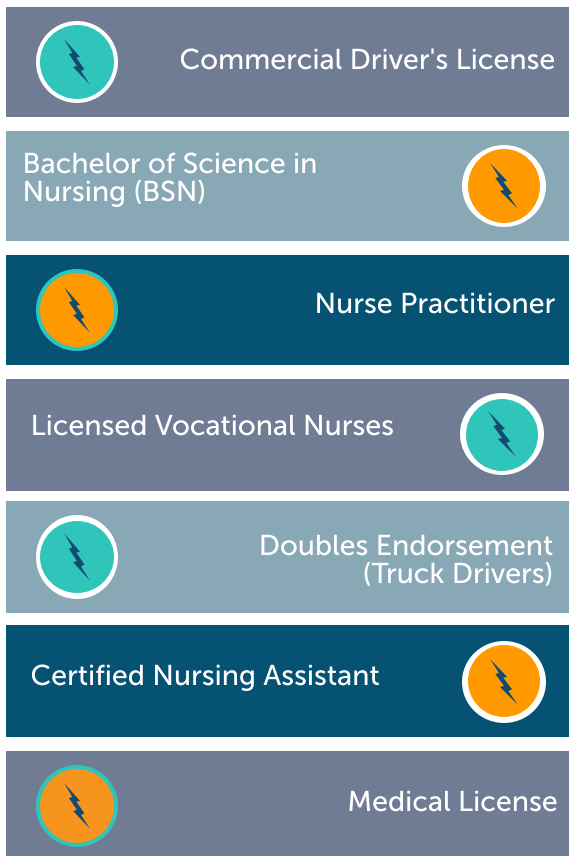 Commercial Driver's License
Bachelor of Science in
Nursing (BSN)
Nurse Practitioner
Licensed Vocational Nurses
Doubles Endorsement
(Truck Drivers)
Certified Nursing Assistant
Medical License